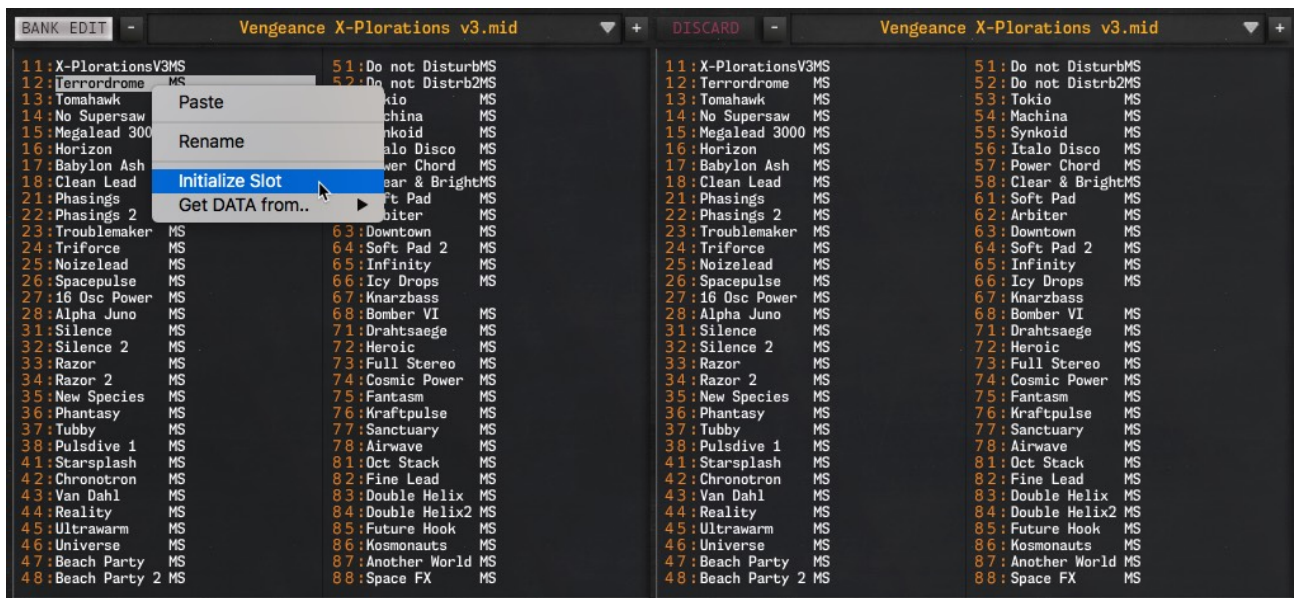 BANK EDIT - Vengeance X-Plorations v3.mid +
11:X-PlorationsV3MS
12:Terrordrome MS
13:Tomahawk
14:No Supersaw
15:Megalead 300
16:Horizon
17:Babylon Ash
18:Clean Lead
21:Phasings
22:Phasings 2
23:Troublemaker MS
24:Triforce MS
25:Noizelead MS
26:Spacepulse MS
27:16 Osc Power MS
28:Alpha Juno MS
31:Silence MS
32:Silence 2 MS
33:Razor MS
34:Razor 2 MS
35:New Species MS
36:Phantasy MS
37:Tubby MS
38:Pulsdive 1 MS
41:Starsplash MS
42:Chronotron MS
43:Van Dahl MS
44:Reality MS
45:Ultrawarm MS
46:Universe MS
47:Beach Party MS
48:Beach Party 2 MS
Paste
Rename
Initialize Slot
Get DATA from..
51:Do not DisturbMS
52:Do not Distrb2MS
kio MS
china MS
nkoid MS
alo Disco MS
wer Chord MS
ear & BrightMS
ft Pad MS
biter MS
63:Downtown MS
64:Soft Pad 2 MS
65:Infinity MS
66:Icy Drops MS
67:Knarzbass
68:Bomber VI MS
71:Drahtsaege MS
72:Heroic MS
73:Full Stereo MS
74:Cosmic Power MS
75:Fantasm MS
76:Kraftpulse MS
77:Sanctuary MS
78:Airwave MS
81:Oct Stack MS
82:Fine Lead MS
83:Double Helix MS
84:Double Helix2 MS
85:Future Hook MS
86:Kosmonauts MS
87:Another World MS
88:Space FX MS
DISCARD - Vengeance X-Plorations v3.mid +
11:X-PlorationsV3MS
12:Terrordrome MS
13:Tomahawk MS
14:No Supersaw MS
15:Megalead 3000 MS
16:Horizon MS
17:Babylon Ash MS
18:Clean Lead MS
21:Phasings MS
22:Phasings 2 MS
23:Troublemaker MS
24:Triforce MS
25:Noizelead MS
26:Spacepulse MS
27:16 Osc Power MS
28:Alpha Juno MS
31:Silence MS
32:Silence 2 MS
33:Razor MS
34:Razor 2 MS
35:New Species MS
36:Phantasy MS
37:Tubby MS
38:Pulsdive 1 MS
41:Starsplash MS
42:Chronotron MS
43:Van Dahl MS
44:Reality MS
45:Ultrawarm MS
46:Universe MS
47:Beach Party MS
48:Beach Party 2 MS
51:Do not DisturbMS
52:Do not Distrb2MS
53:Tokio MS
54:Machina MS
55:Synkoid MS
56:Italo Disco MS
57:Power Chord MS
58:Clear & BrightMS
61:Soft Pad MS
62:Arbiter MS
63:Downtown MS
64:Soft Pad 2 MS
65:Infinity MS
66:Icy Drops MS
67:Knarzbass
68:Bomber VI MS
71:Drahtsaege MS
72:Heroic MS
73:Full Stereo MS
74:Cosmic Power MS
75:Fantasm MS
76:Kraftpulse MS
77:Sanctuary MS
78:Airwave MS
81:Oct Stack MS
82:Fine Lead MS
83:Double Helix MS
84:Double Helix2 MS
85:Future Hook MS
86:Kosmonauts MS
87:Another World MS
88:Space FX MS